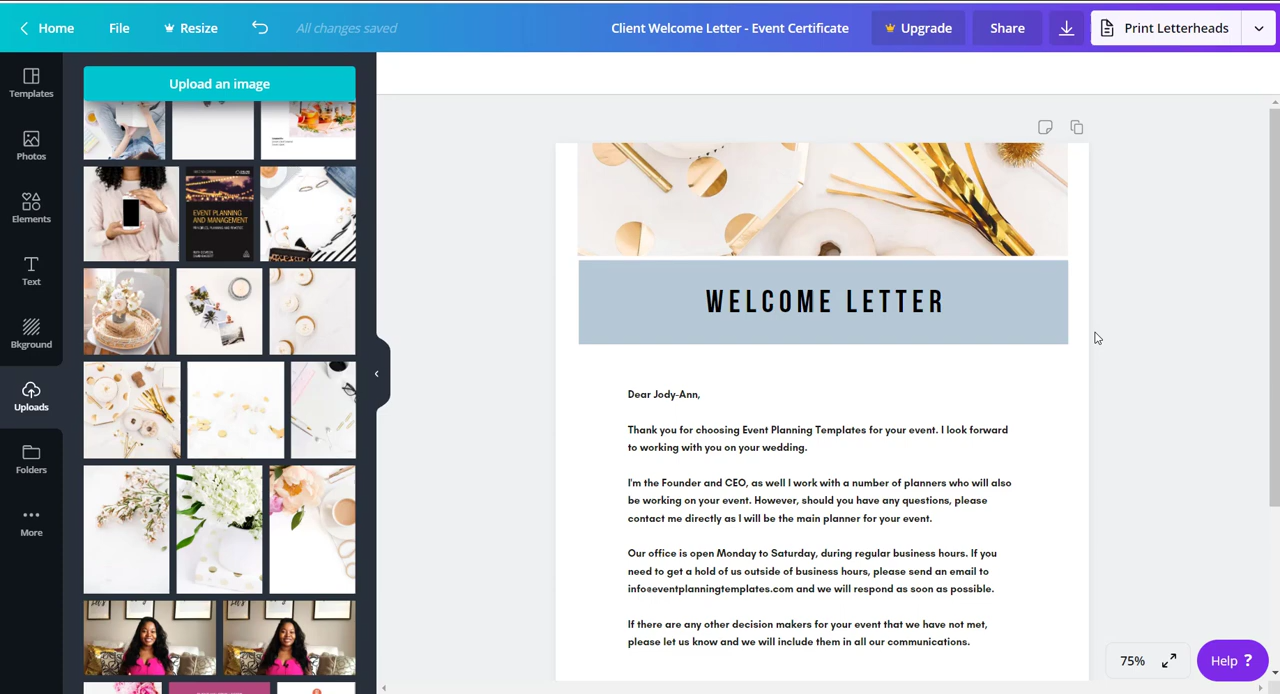 Home
File
Resize
All changes saved
Client Welcome Letter - Event Certificate
Upgrade
Share
Print Letterheads
Templates
Photos
Elements
Text
Bkground
Uploads
Folders
More
Upload an image
EVENT PLANNING
AND MANAGEMENT
WELCOME LETTER
Dear Jody-Ann,
Thank you for choosing Event Planning Templates for your event. I look forward
to working with you on your wedding.
I'm the Founder and CEO, as well I work with a number of planners who will also
be working on your event. However, should you have any questions, please
contact me directly as I will be the main planner for your event.
Our office is open Monday to Saturday, during regular business hours. If you
need to get a hold of us outside of business hours, please send an email to
info@eventplanningtemplates.com and we will respond as soon as possible.
If there are any other decision makers for your event that we have not met,
please let us know and we will include them in all our communications.
75%
Help ?